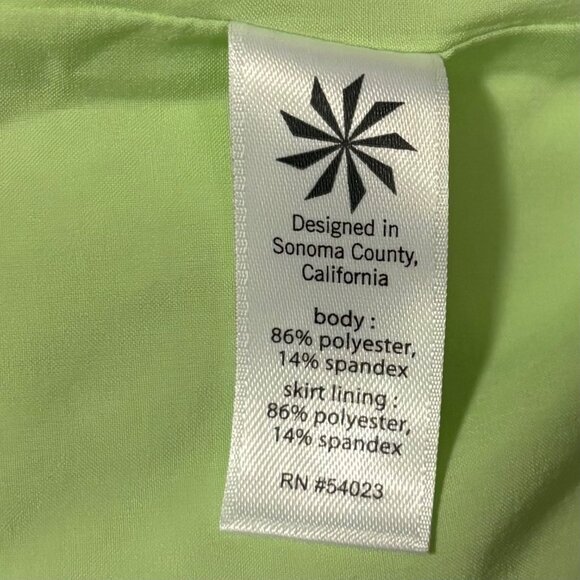 Designed in
Sonoma County,
California
body :
86% polyester,
14% spandex
skirt lining :
86% polyester,
14% spandex
RN #54023